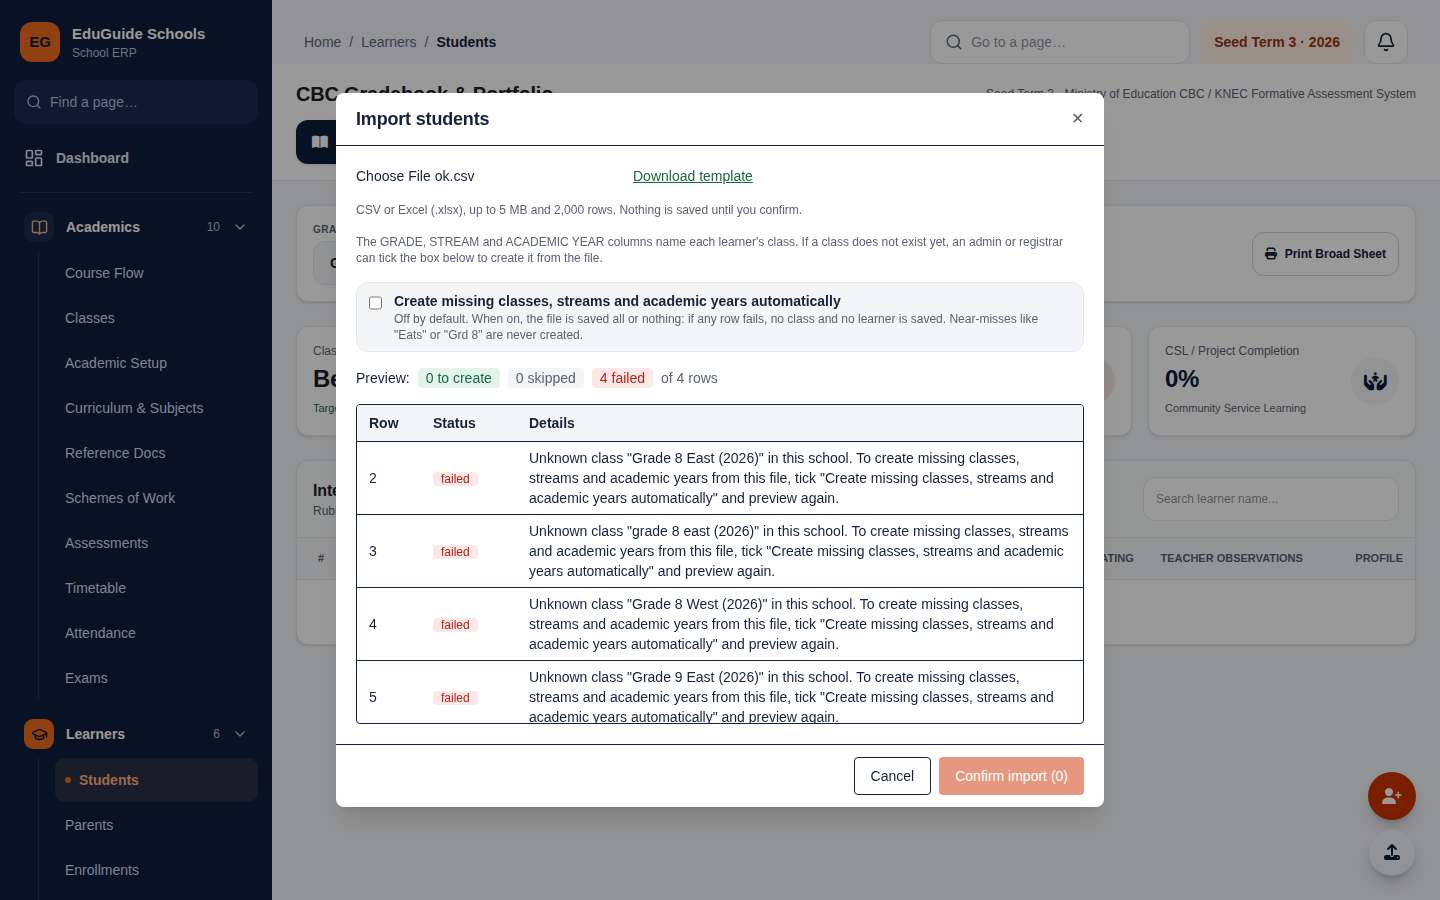 EG
EduGuide Schools
School ERP
Find a page…
Dashboard
Academics 10
Course Flow
Classes
Academic Setup
Curriculum & Subjects
Reference Docs
Schemes of Work
Assessments
Timetable
Attendance
Exams
Learners 6
Students
Parents
Enrollments
Home / Learners / Students
Go to a page…
Seed Term 3 · 2026
CBC
of Education CBC / KNEC Formative Assessment System
Print Broad Sheet
CSL / Project Completion
0%
Community Service Learning
Search learner name...
#
TEACHER OBSERVATIONS
PROFILE
Import students
×
Choose File ok.csv
Download template
CSV or Excel (.xlsx), up to 5 MB and 2,000 rows. Nothing is saved until you confirm.
The GRADE, STREAM and ACADEMIC YEAR columns name each learner's class. If a class does not exist yet, an admin or registrar
can tick the box below to create it from the file.
Create missing classes, streams and academic years automatically
Off by default. When on, the file is saved all or nothing: if any row fails, no class and no learner is saved. Near-misses like
"Eats" or "Grd 8" are never created.
Preview: 0 to create 0 skipped 4 failed of 4 rows
Row Status Details
2 failed
Unknown class "Grade 8 East (2026)" in this school. To create missing classes,
streams and academic years from this file, tick "Create missing classes, streams and
academic years automatically" and preview again.
3 failed
Unknown class "grade 8 east (2026)" in this school. To create missing classes, streams
and academic years from this file, tick "Create missing classes, streams and academic
years automatically" and preview again.
4 failed
Unknown class "Grade 8 West (2026)" in this school. To create missing classes,
streams and academic years from this file, tick "Create missing classes, streams and
academic years automatically" and preview again.
5 failed
Unknown class "Grade 9 East (2026)" in this school. To create missing classes,
streams and academic years from this file, tick "Create missing classes, streams and
academic years automatically" and preview again.
Cancel
Confirm import (0)